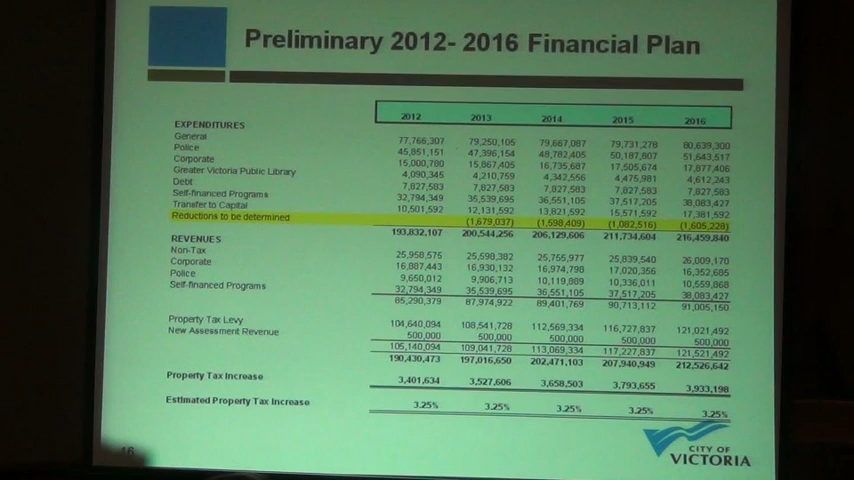 Preliminary 2012- 2016 Financial Plan
2012 2013 2014 2015 2016
EXPENDITURES
General 77,766,307 79,250,105 79,667,087 79,731,278 80,639,300
Police 45,851,151 47,396,154 48,782,405 50,187,807 51,643,517
Corporate 15,000,780 15,867,405 16,735,687 17,505,674 17,877,406
Greater Victoria Public Library 4,090,345 4,210,759 4,342,556 4,475,981 4,612,243
Debt 7,827,583 7,827,583 7,827,583 7,827,583 7,827,583
Self-financed Programs 32,794,349 35,539,695 36,551,105 37,517,205 38,083,427
Transfer to Capital 10,501,592 12,131,592 13,821,592 15,571,592 17,381,592
Reductions to be determined (1,679,037) (1,598,409) (1,082,516) (1,605,228)
193,832,107 200,544,256 206,129,606 211,734,604 216,459,840
REVENUES
Non-Tax 25,958,575 25,598,382 25,755,977 25,839,540 26,009,170
Corporate 16,887,443 16,930,132 16,974,798 17,020,356 16,352,685
Police 9,650,012 9,906,713 10,119,889 10,336,011 10,559,868
Self-financed Programs 32,794,349 35,539,695 36,551,105 37,517,205 38,083,427
85,290,379 87,974,922 89,401,769 90,713,112 91,005,150
Property Tax Levy 104,640,094 108,541,728 112,569,334 116,727,837 121,021,492
New Assessment Revenue 500,000 500,000 500,000 500,000 500,000
105,140,094 109,041,728 113,069,334 117,227,837 121,521,492
190,430,473 197,016,650 202,471,103 207,940,949 212,526,642
Property Tax Increase 3,401,634 3,527,606 3,658,503 3,793,655 3,933,198
Estimated Property Tax Increase 3.25% 3.25% 3.25% 3.25% 3.25%
16
CITY OF
VICTORIA